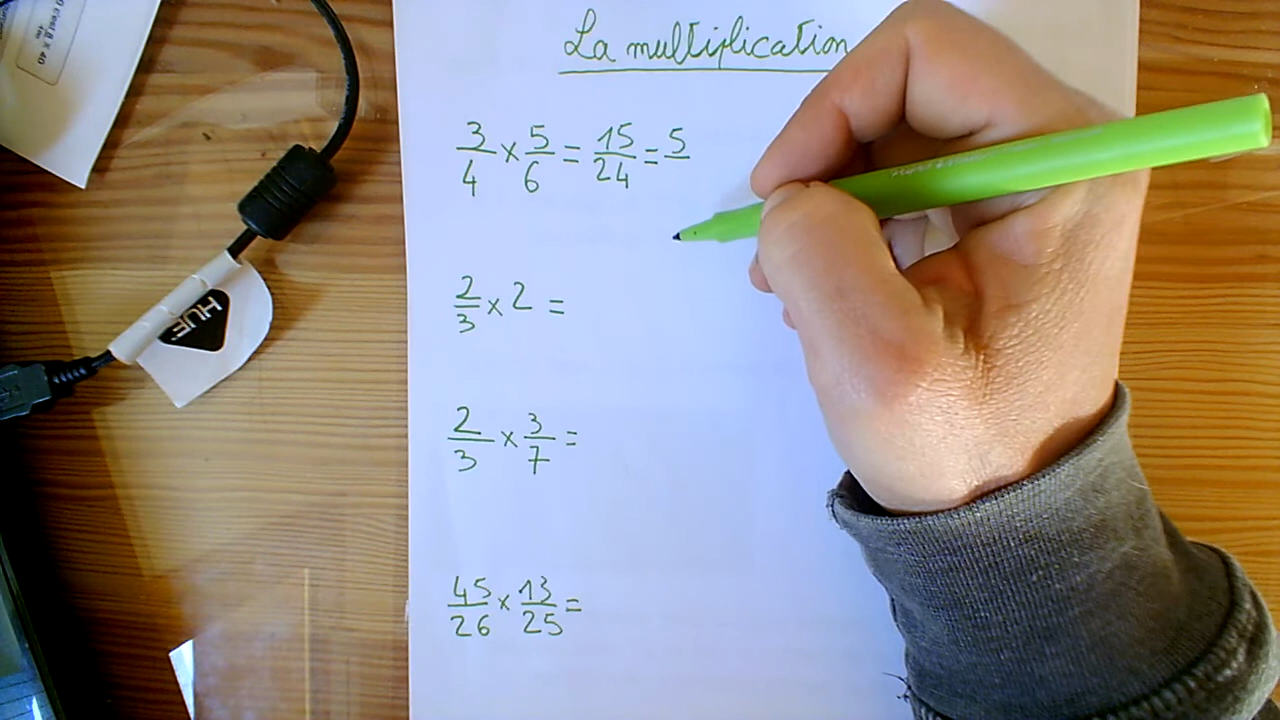 La multiplication
3/4 × 5/6 = 15/24 = 5/
2/3 × 2 =
2/3 × 3/7 =
45/26 × 13/25 =
HUE